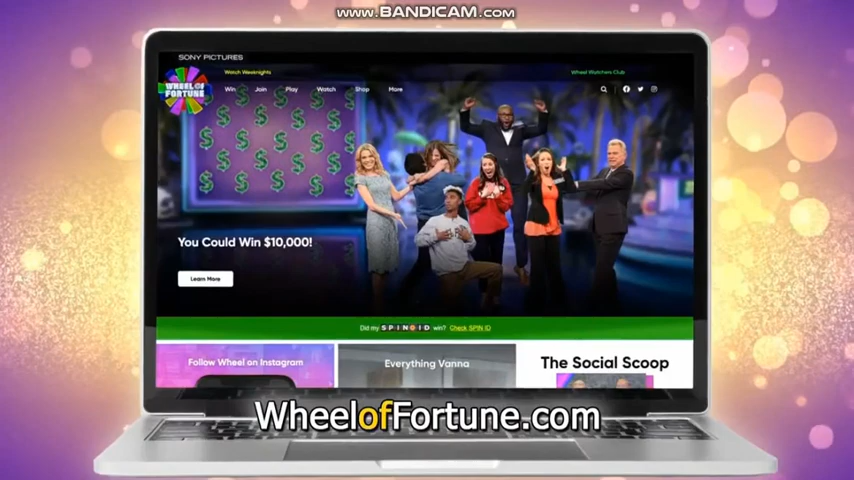 www.BANDICAM.com
SONY PICTURES
Watch Weeknights
Wheel Watchers Club
WHEEL OF
FORTUNE
Win Join Play Watch Shop More
You Could Win $10,000!
Learn More
Did my SPIN ID win? Check SPIN ID
Follow Wheel on Instagram
Everything Vanna
The Social Scoop
WheelofFortune.com